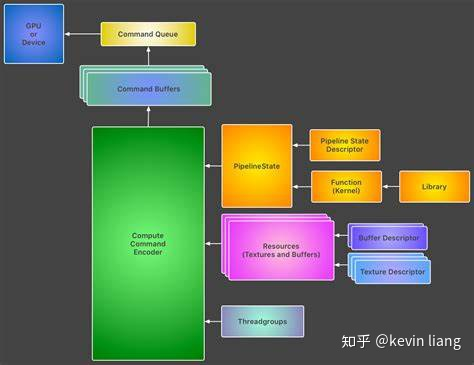 GPU
or
Device
Command Queue
Command Buffers
Compute
Command
Encoder
PipelineState
Pipeline State
Descriptor
Function
(Kernel)
Library
Resources
(Textures and Buffers)
Buffer Descriptor
Texture Descriptor
Threadgroups
知乎 @kevin liang